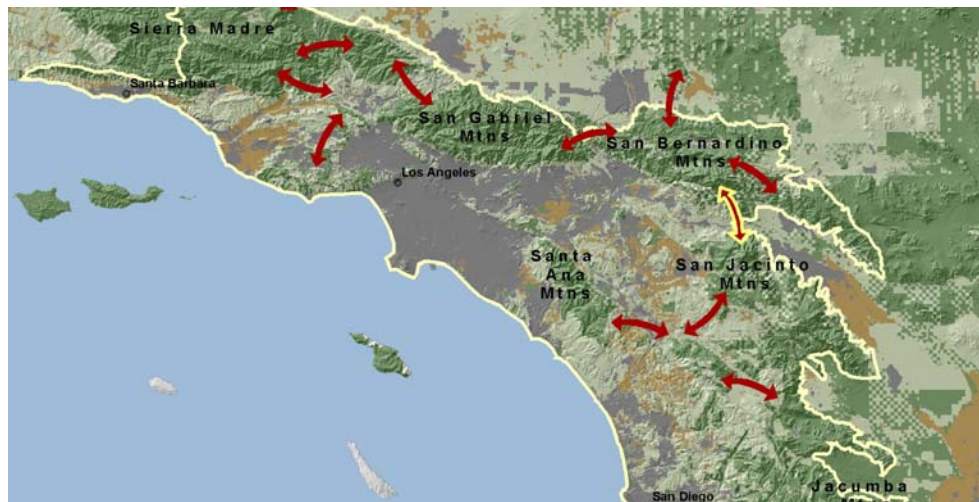 Sierra Madre
Santa Barbara
San Gabriel
Mtns
San Bernardino
Mtns
Los Angeles
Santa
Ana
Mtns
San Jacinto
Mtns
San Diego
Jacumba